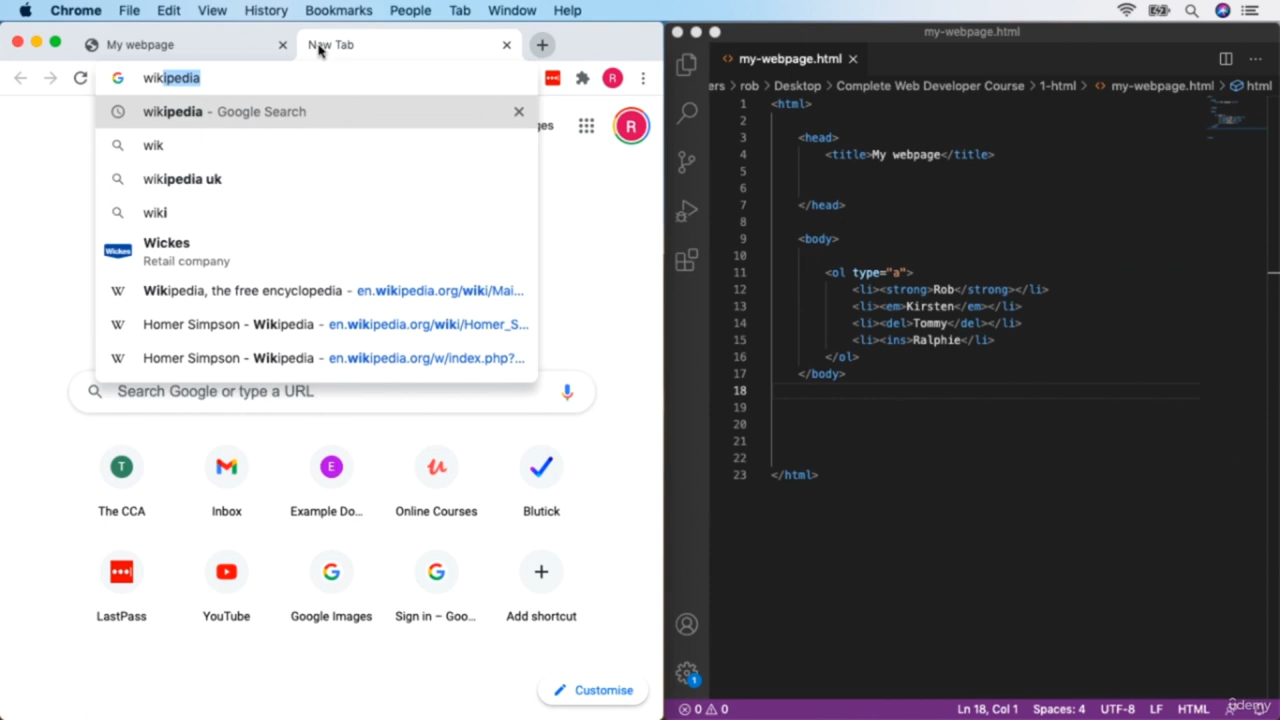 Chrome File Edit View History Bookmarks People Tab Window Help
My webpage
New Tab
wikipedia
R
wikipedia - Google Search
ges
R
wik
wikipedia uk
wiki
Wickes
Wickes
Retail company
Wikipedia, the free encyclopedia - en.wikipedia.org/wiki/Mai...
Homer Simpson - Wikipedia - en.wikipedia.org/wiki/Homer_S...
Homer Simpson - Wikipedia - en.wikipedia.org/w/index.php?...
Search Google or type a URL
T
E
The CCA
Inbox
Example Do...
Online Courses
Blutick
LastPass
YouTube
Google Images
Sign in – Goo...
Add shortcut
Customise
my-webpage.html
my-webpage.html
ers > rob > Desktop > Complete Web Developer Course > 1-html > my-webpage.html > html
1 <html>
2
3 <head>
4 <title>My webpage</title>
5
6
7 </head>
8
9 <body>
10
11 <ol type="a">
12 <li><strong>Rob</strong></li>
13 <li><em>Kirsten</em></li>
14 <li><del>Tommy</del></li>
15 <li><ins>Ralphie</li>
16 </ol>
17 </body>
18
19
20
21
22
23 </html>
1
0 0 Ln 18, Col 1 Spaces: 4 UTF-8 LF HTML
udemy